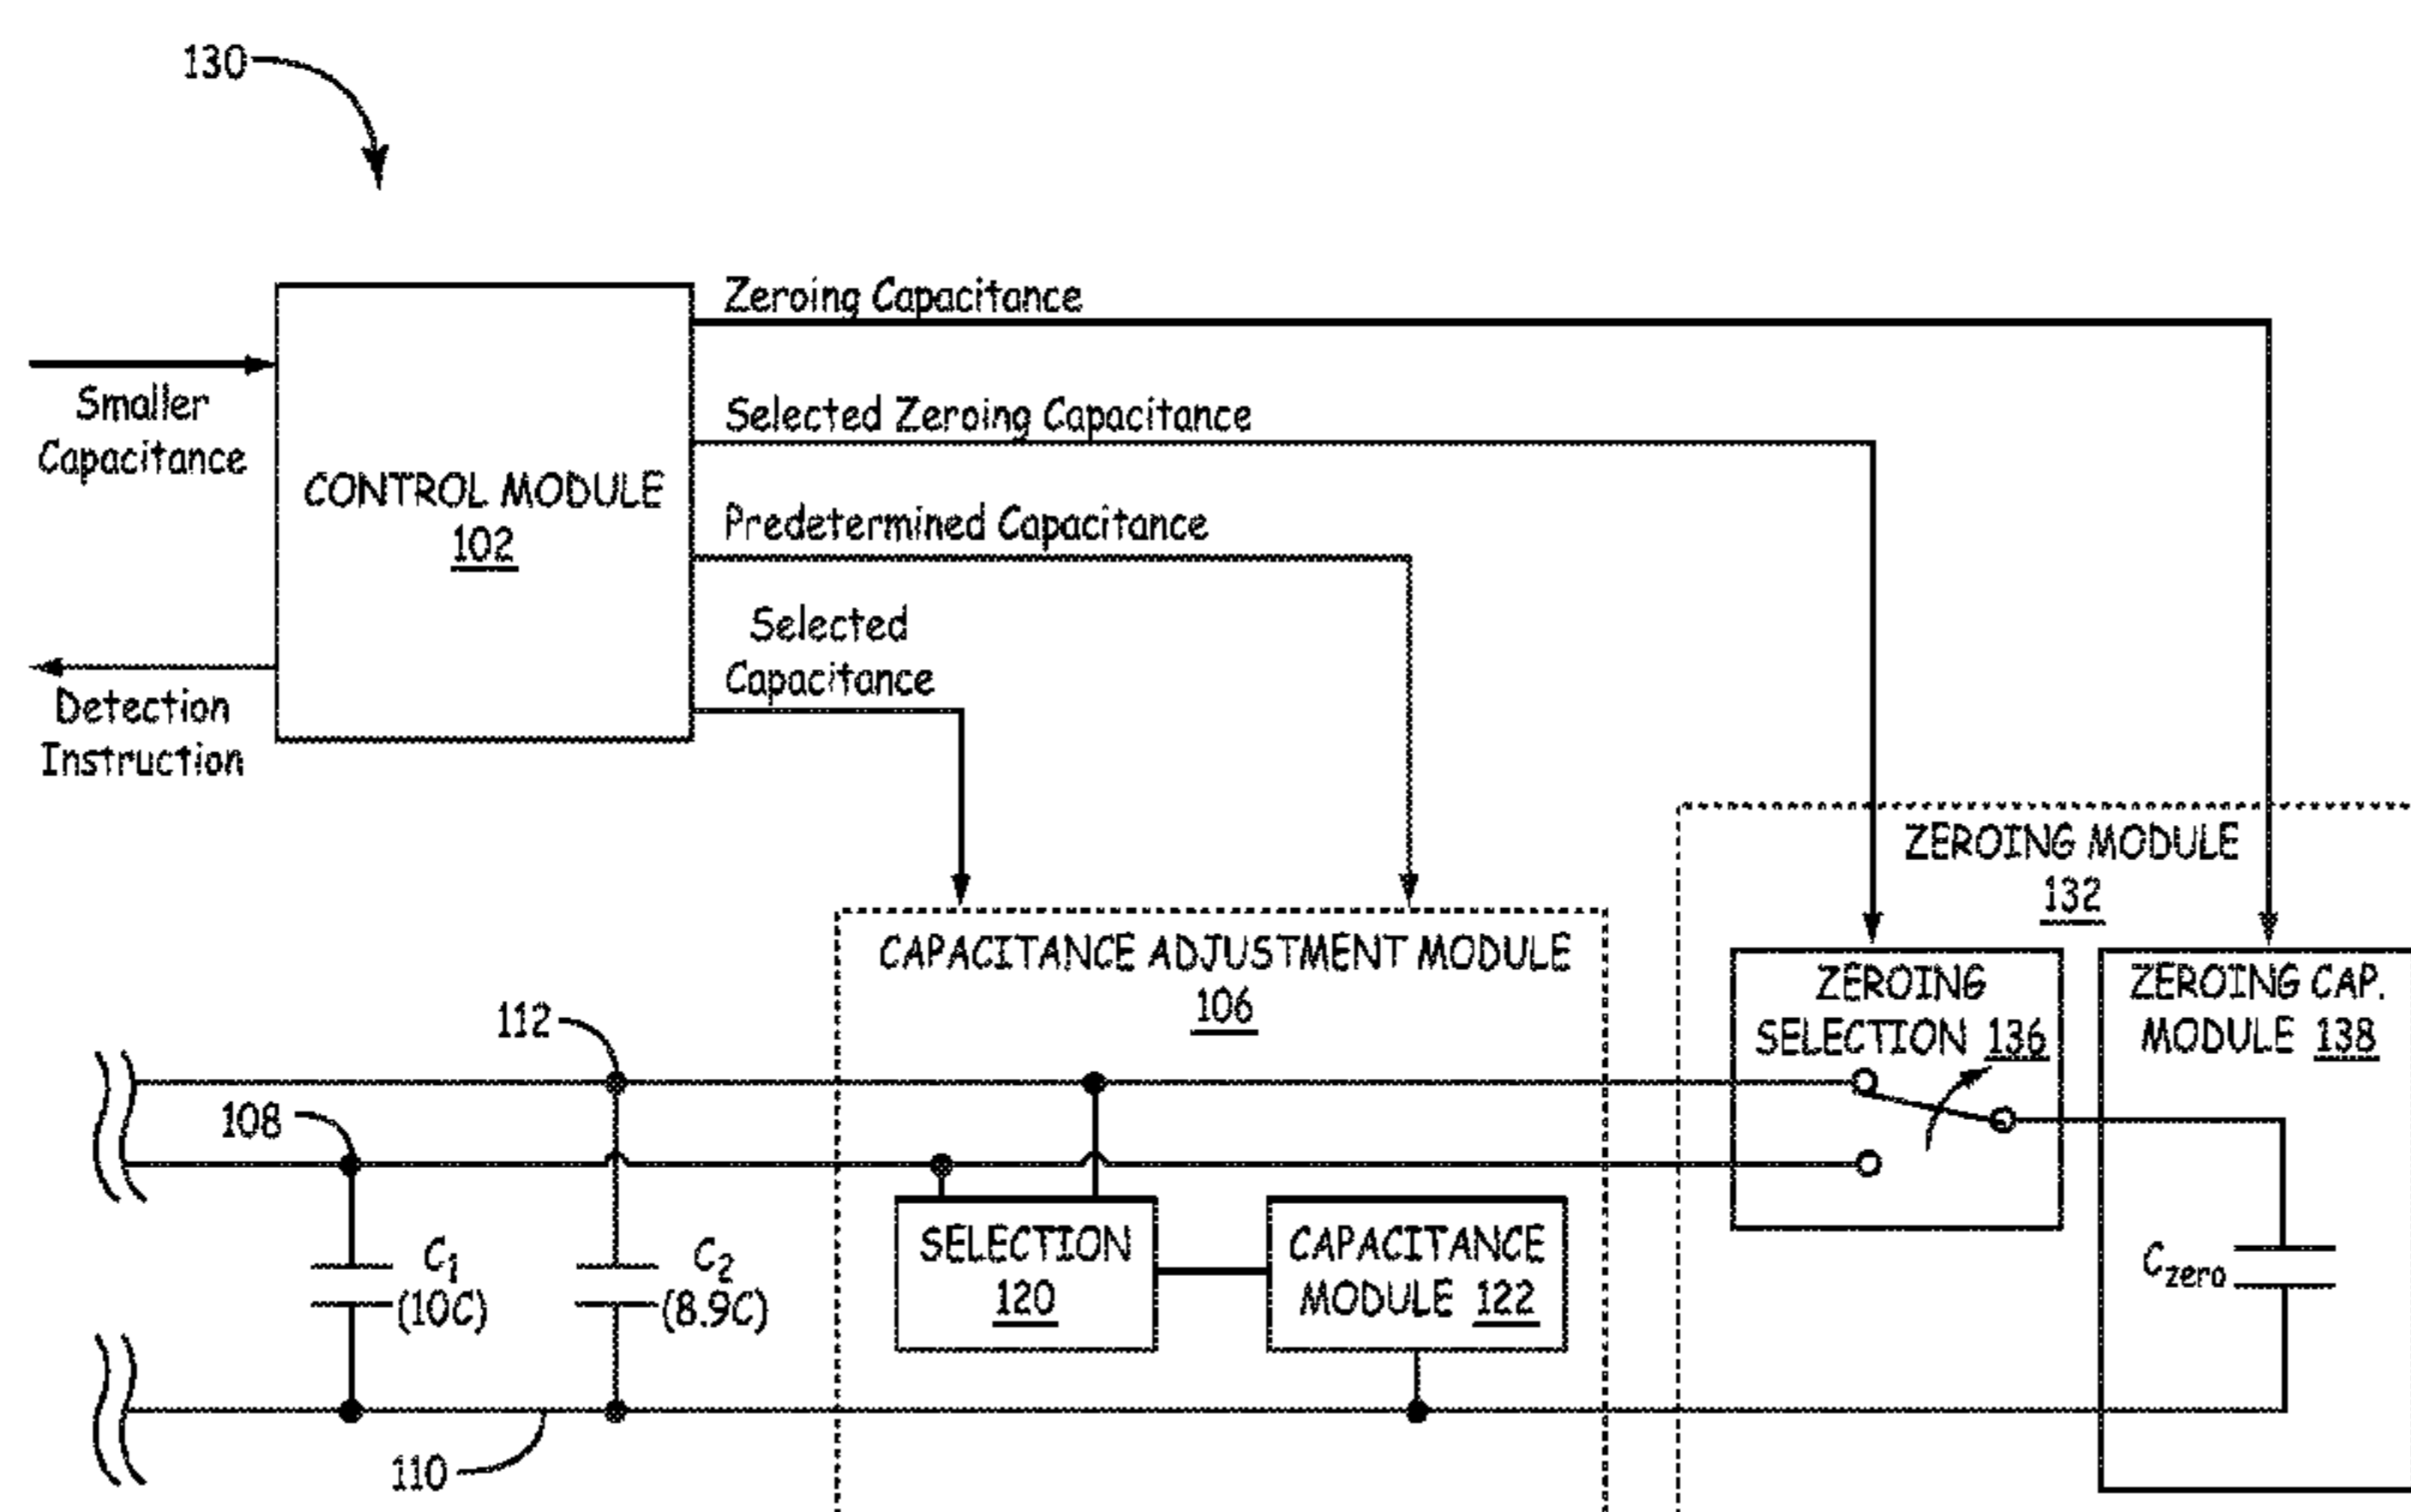 130
Zeroing Capacitance
Smaller
Capacitance
Selected Zeroing Capacitance
CONTROL MODULE
102
Predetermined Capacitance
Selected
Capacitance
Detection
Instruction
ZEROING MODULE
132
CAPACITANCE ADJUSTMENT MODULE
106
ZEROING
SELECTION 136
ZEROING CAP.
MODULE 138
112
108
C1
(10C)
C2
(8.9C)
SELECTION
120
CAPACITANCE
MODULE 122
Czero
110